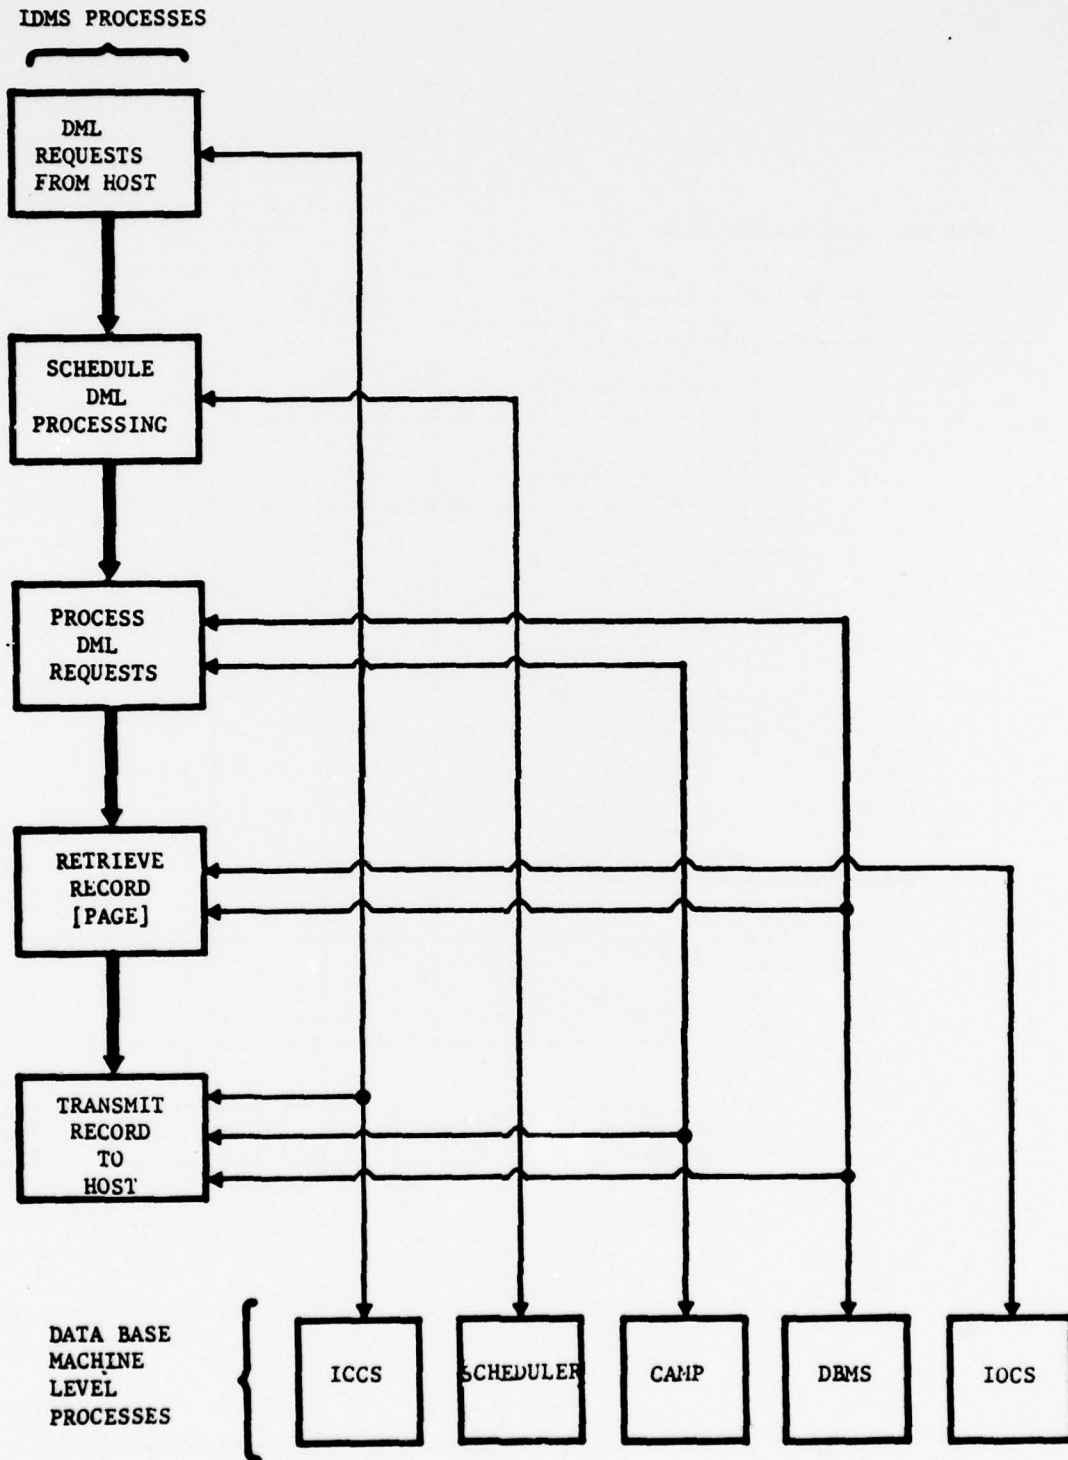 IDMS PROCESSES
DML
REQUESTS
FROM HOST
SCHEDULE
DML
PROCESSING
PROCESS
DML
REQUESTS
RETRIEVE
RECORD
[PAGE]
TRANSMIT
RECORD
TO
HOST
DATA BASE
MACHINE
LEVEL
PROCESSES
ICCS
SCHEDULER
CAMP
DBMS
IOCS